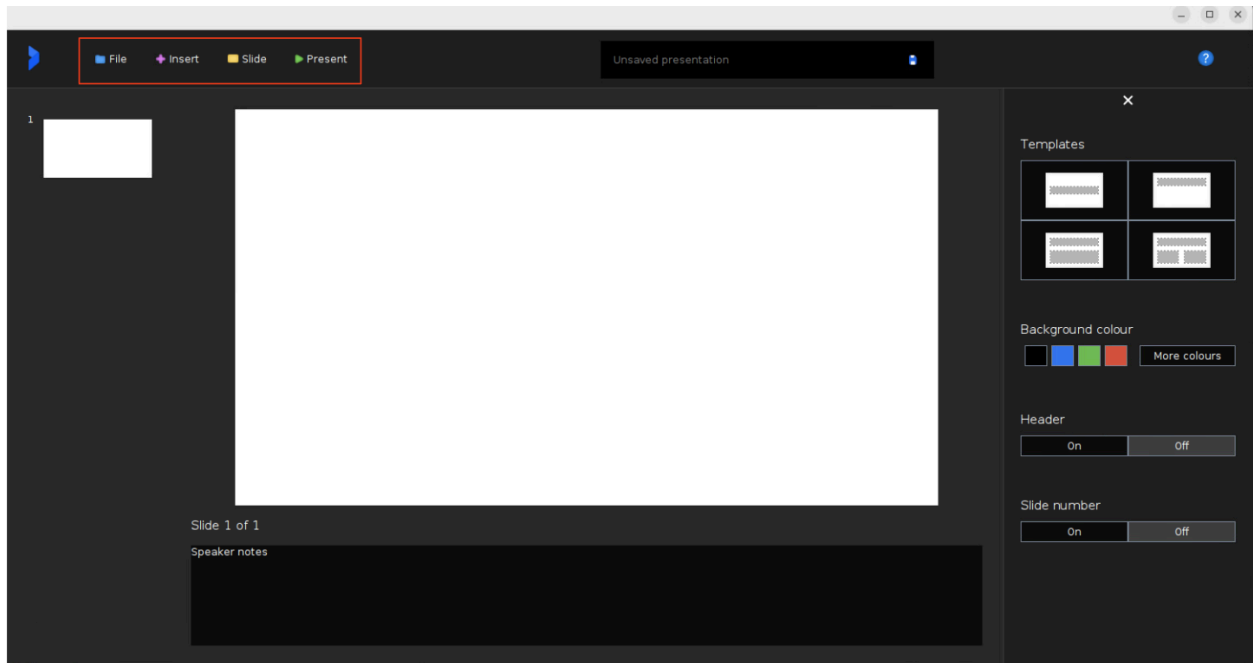 File Insert Slide Present
Unsaved presentation
?
1
Templates
Background colour
More colours
Header
On Off
Slide number
On Off
Slide 1 of 1
Speaker notes